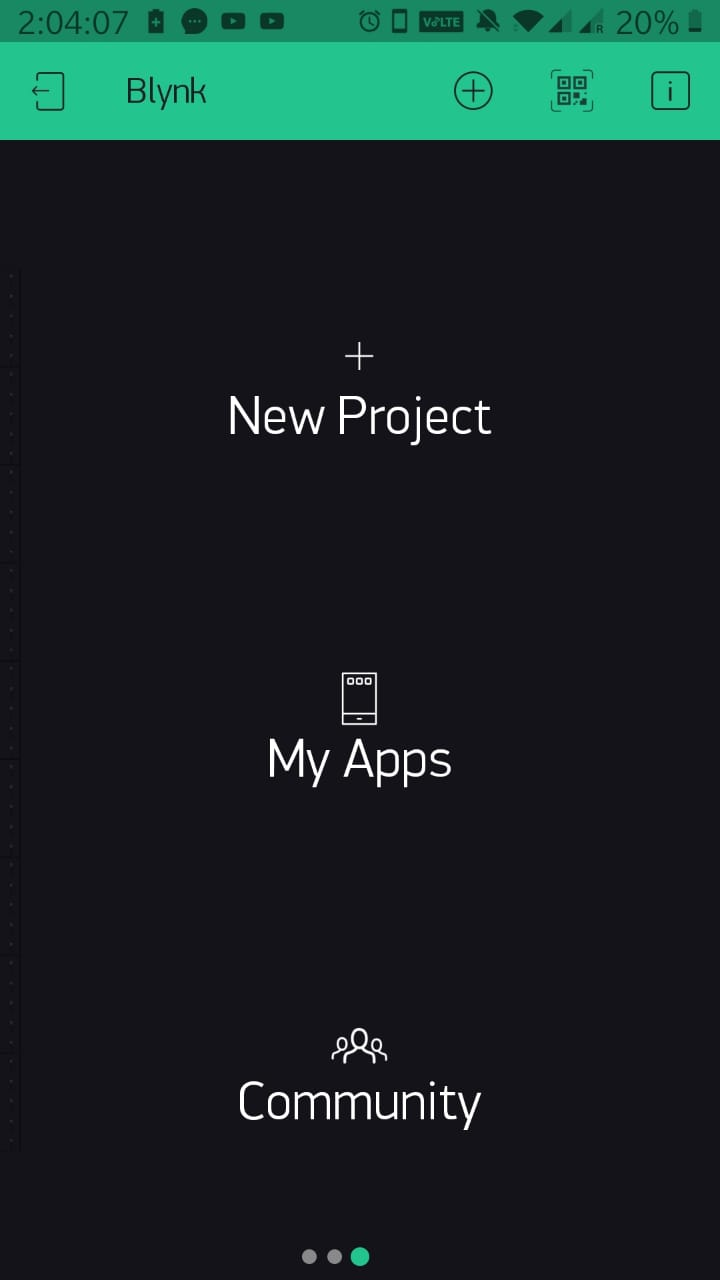 2:04:07 VoLTE R 20%
Blynk
New Project
My Apps
Community